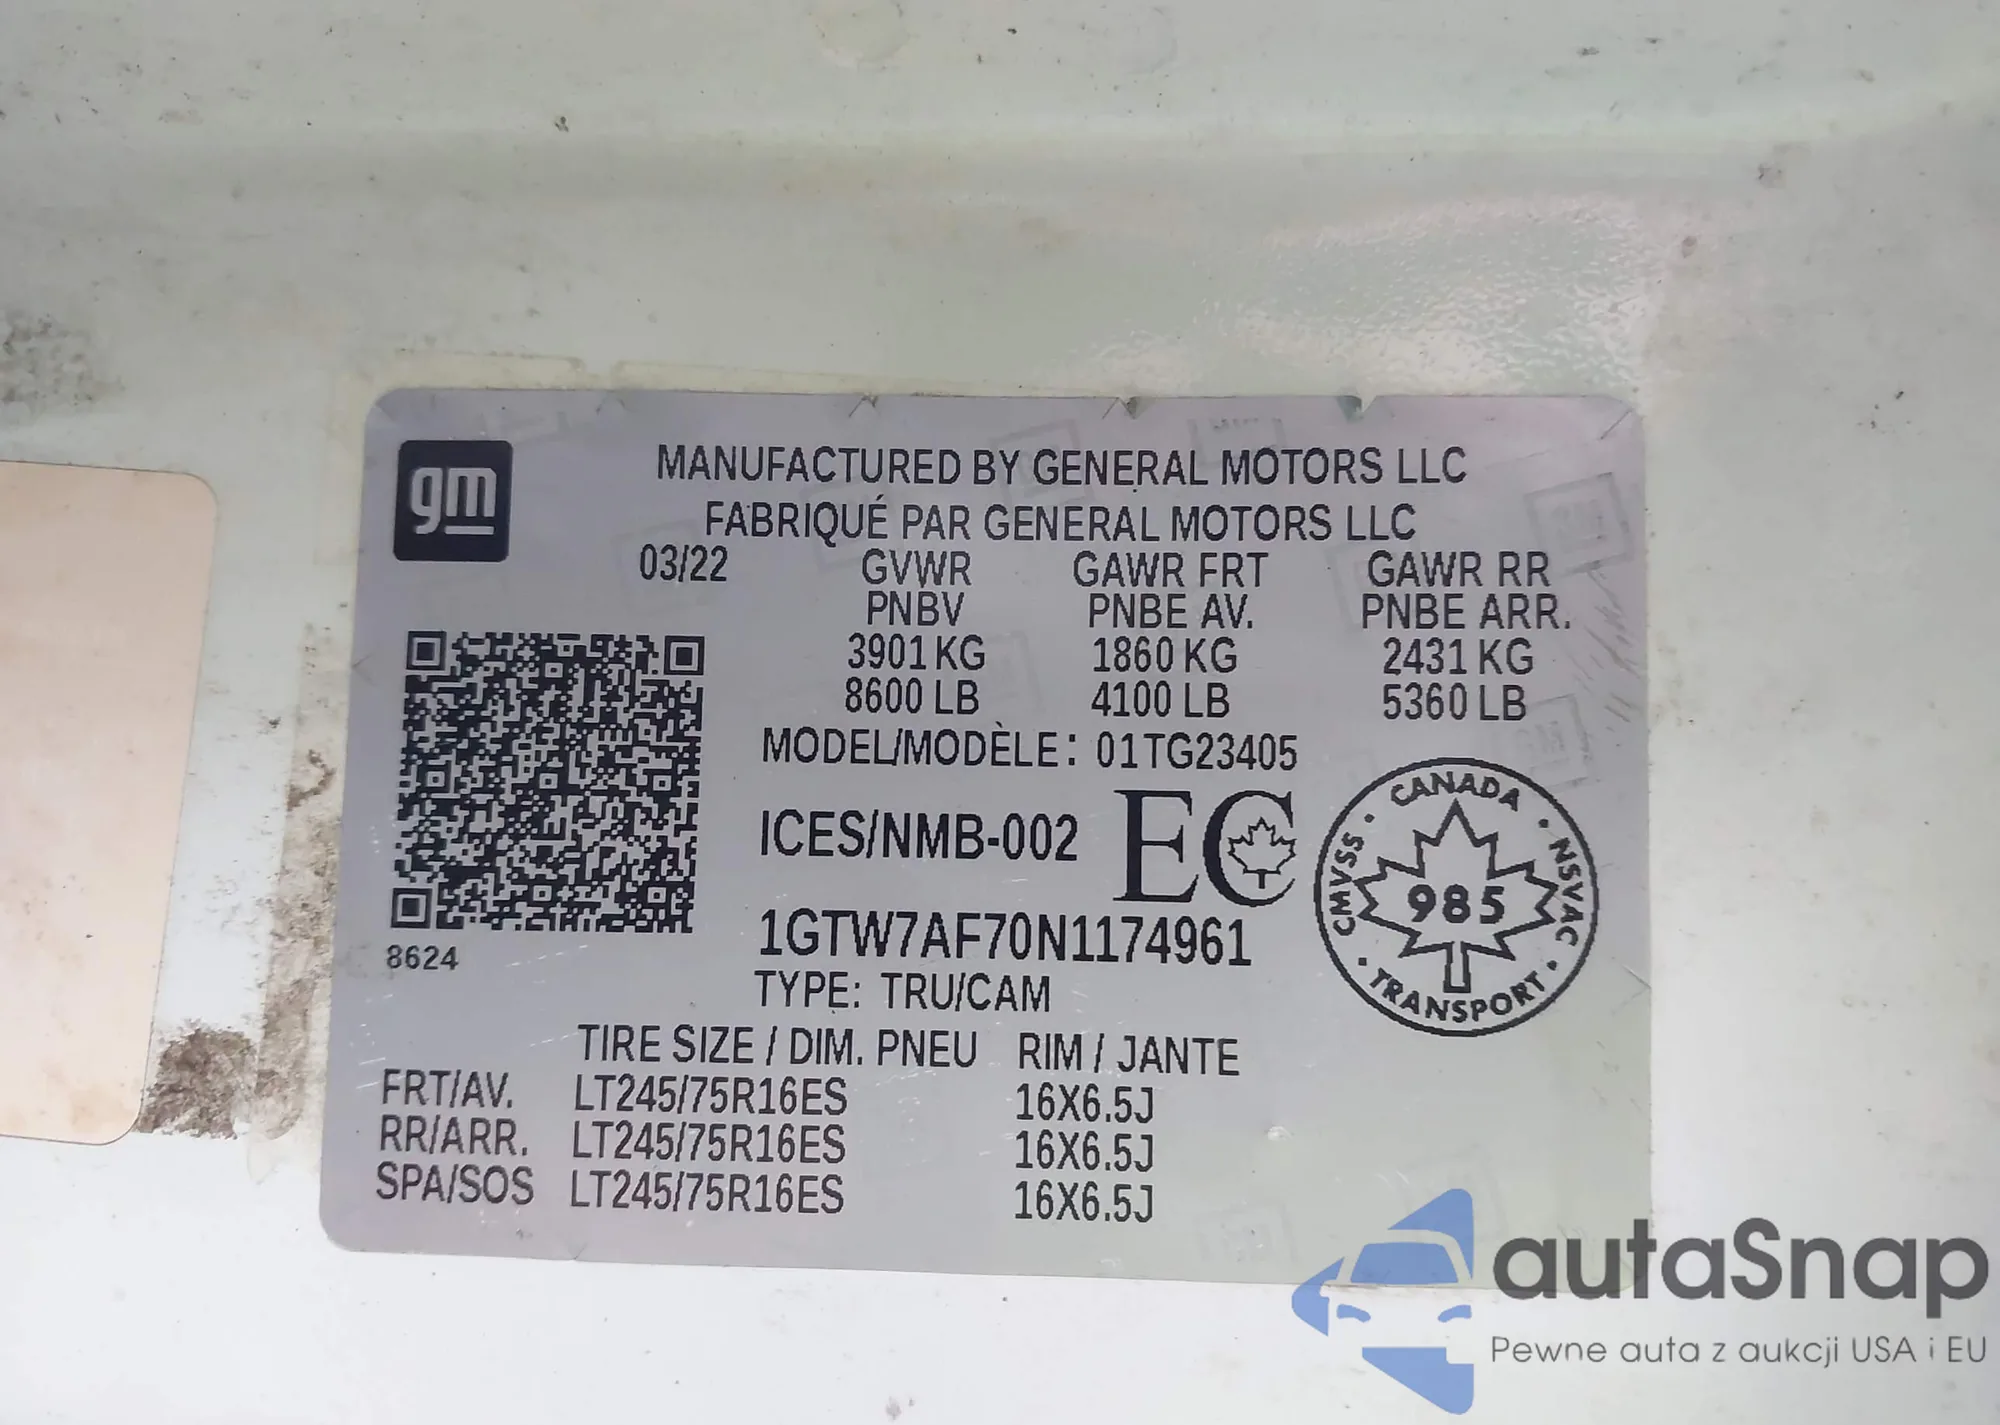 gm
MANUFACTURED BY GENERAL MOTORS LLC
FABRIQUÉ PAR GENERAL MOTORS LLC
03/22 GVWR GAWR FRT GAWR RR
PNBV PNBE AV. PNBE ARR.
3901 KG 1860 KG 2431 KG
8600 LB 4100 LB 5360 LB
MODEL/MODÈLE: 01TG23405
ICES/NMB-002 EC
CANADA
CMVSS · 985 · NSVAC
TRANSPORT
1GTW7AF70N1174961
8624
TYPE: TRU/CAM
TIRE SIZE / DIM. PNEU RIM / JANTE
FRT/AV. LT245/75R16ES 16X6.5J
RR/ARR. LT245/75R16ES 16X6.5J
SPA/SOS LT245/75R16ES 16X6.5J
autaSnap
Pewne auta z aukcji USA i EU